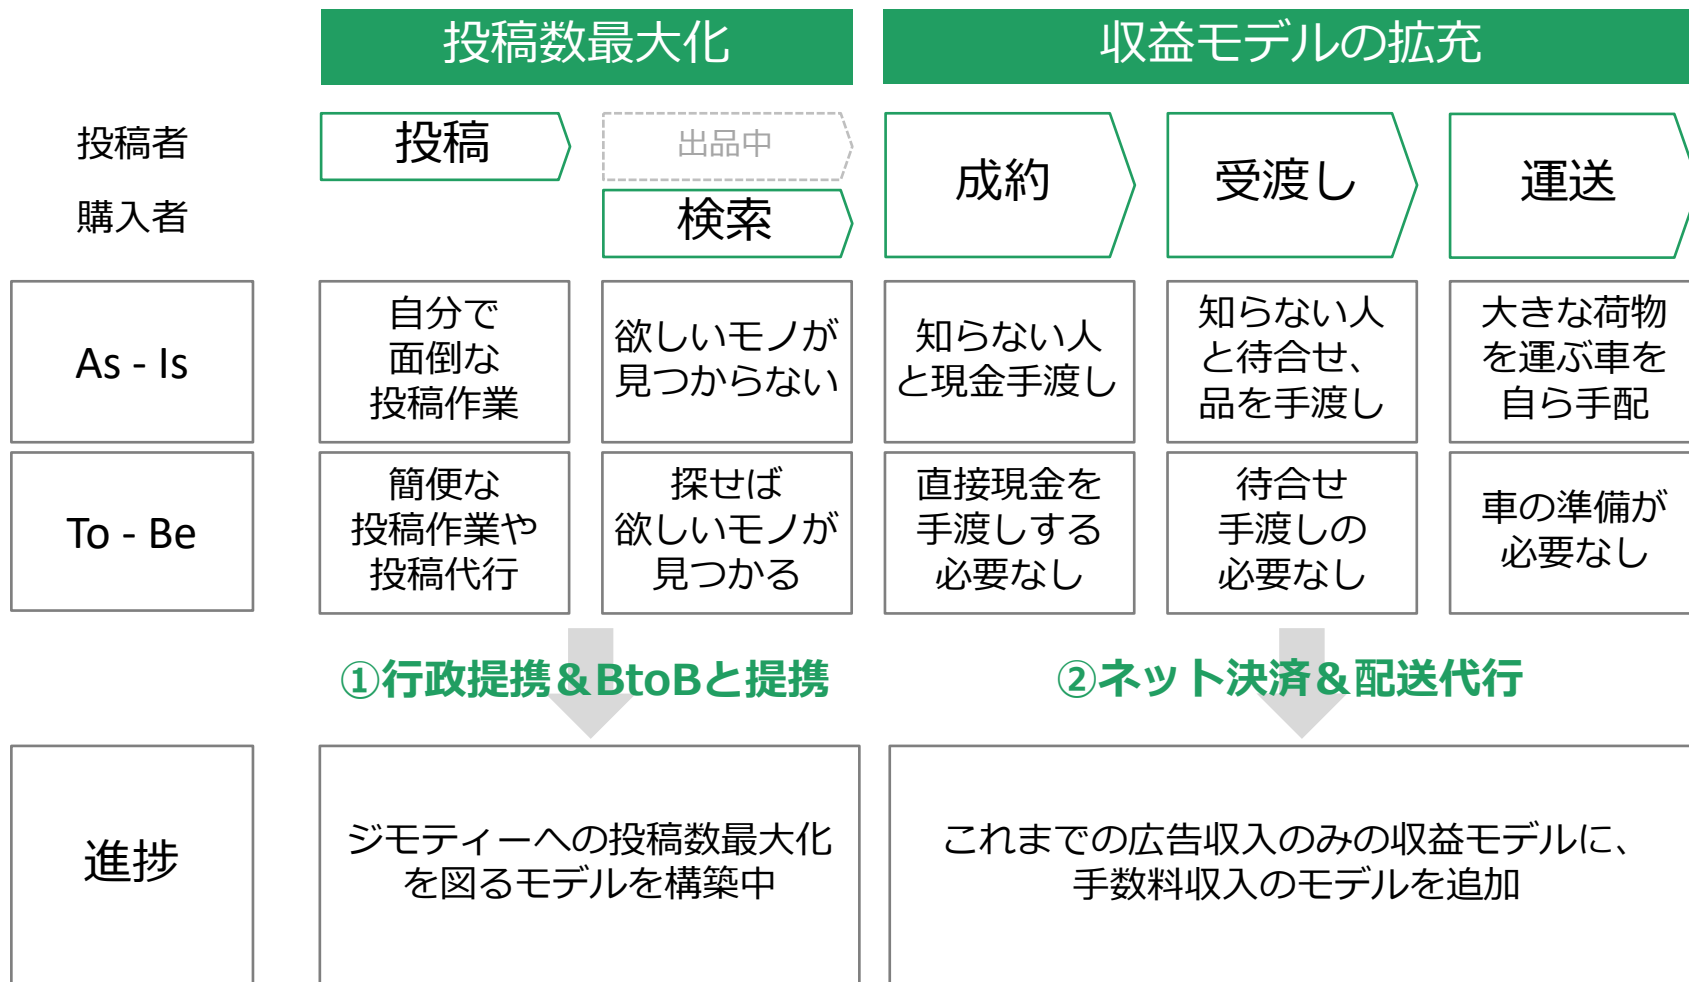 投稿数最大化
収益モデルの拡充
投稿者
購入者
投稿
出品中
検索
成約
受渡し
運送
As - Is
自分で
面倒な
投稿作業
欲しいモノが
見つからない
知らない人
と現金手渡し
知らない人
と待合せ、
品を手渡し
大きな荷物
を運ぶ車を
自ら手配
To - Be
簡便な
投稿作業や
投稿代行
探せば
欲しいモノが
見つかる
直接現金を
手渡しする
必要なし
待合せ
手渡しの
必要なし
車の準備が
必要なし
①行政提携＆BtoBと提携
②ネット決済＆配送代行
進捗
ジモティーへの投稿数最大化
を図るモデルを構築中
これまでの広告収入のみの収益モデルに、
手数料収入のモデルを追加